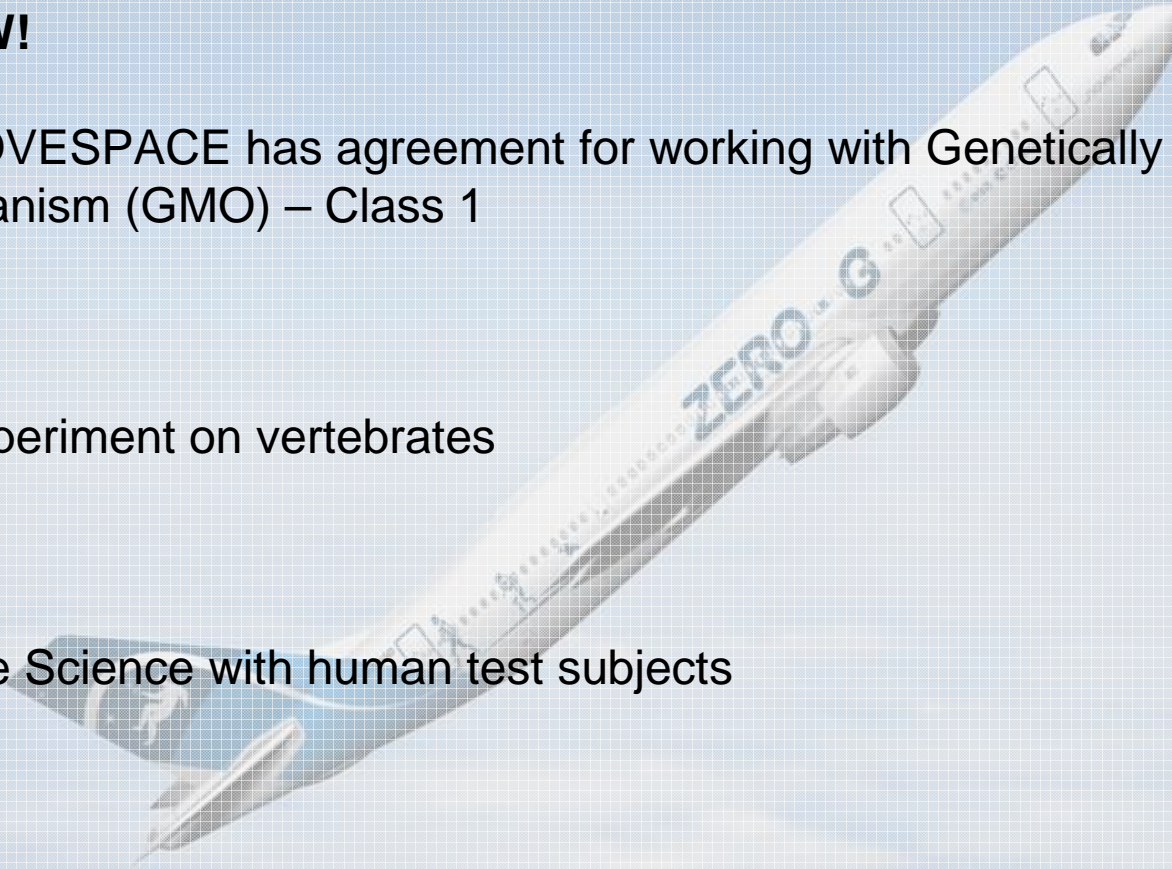 W!
OVESPACE has agreement for working with Genetically
anism (GMO) – Class 1
periment on vertebrates
e Science with human test subjects
ZERO-G